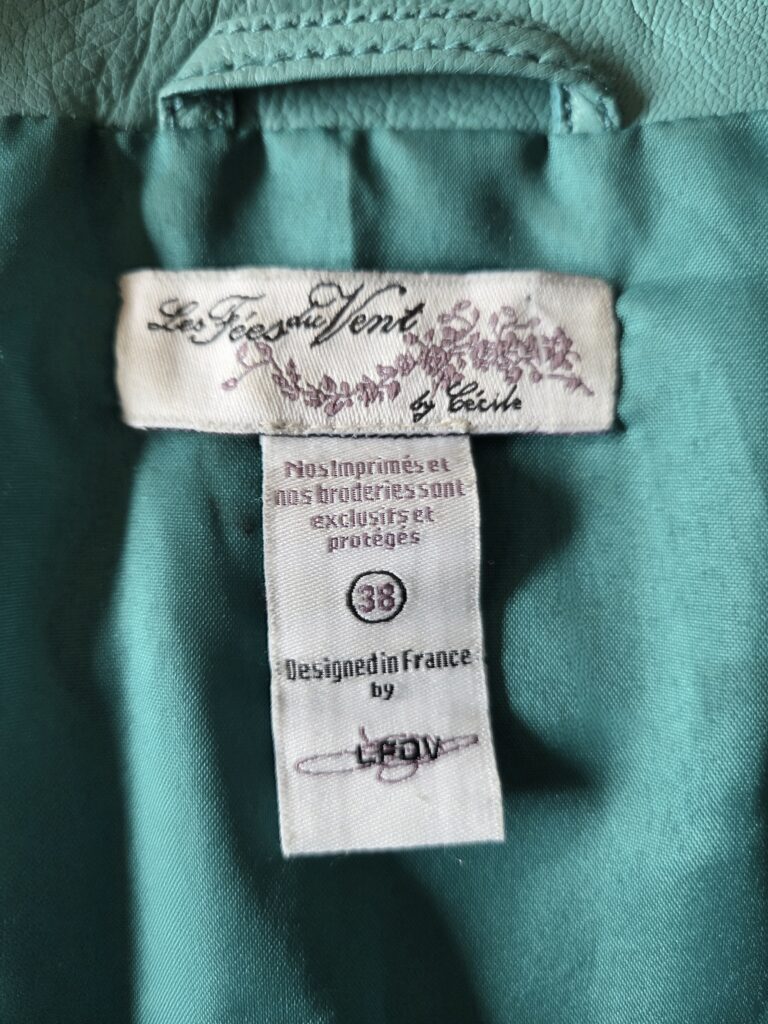 Les Fées du Vent
by Cécile
Nos Imprimés et
nos broderies sont
exclusifs et
protégés
38
Designed in France
by
LFDV